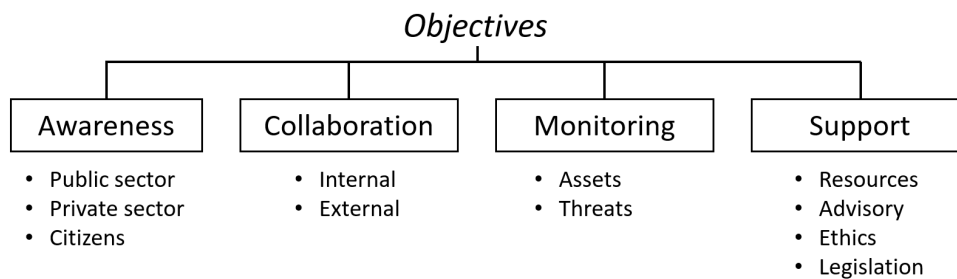 Objectives
Awareness
• Public sector
• Private sector
• Citizens
Collaboration
• Internal
• External
Monitoring
• Assets
• Threats
Support
• Resources
• Advisory
• Ethics
• Legislation